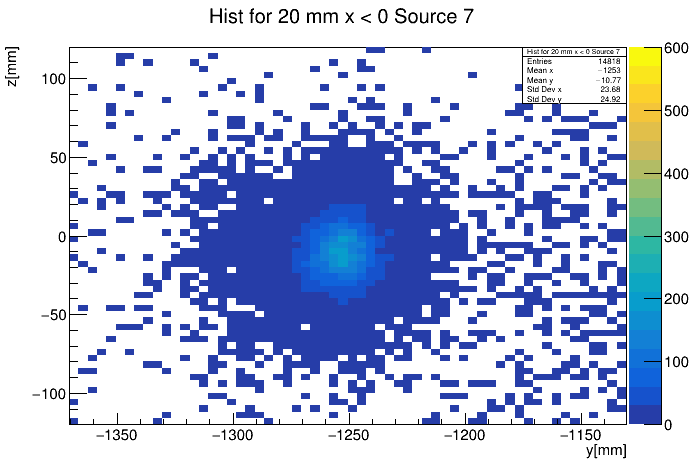 Hist for 20 mm x < 0 Source 7
z[mm]
Hist for 20 mm x < 0 Source 7
Entries 14818
Mean x −1253
Mean y −10.77
Std Dev x 23.68
Std Dev y 24.92
100
50
0
−50
−100
−1350 −1300 −1250 −1200 −1150
y[mm]
600
500
400
300
200
100
0